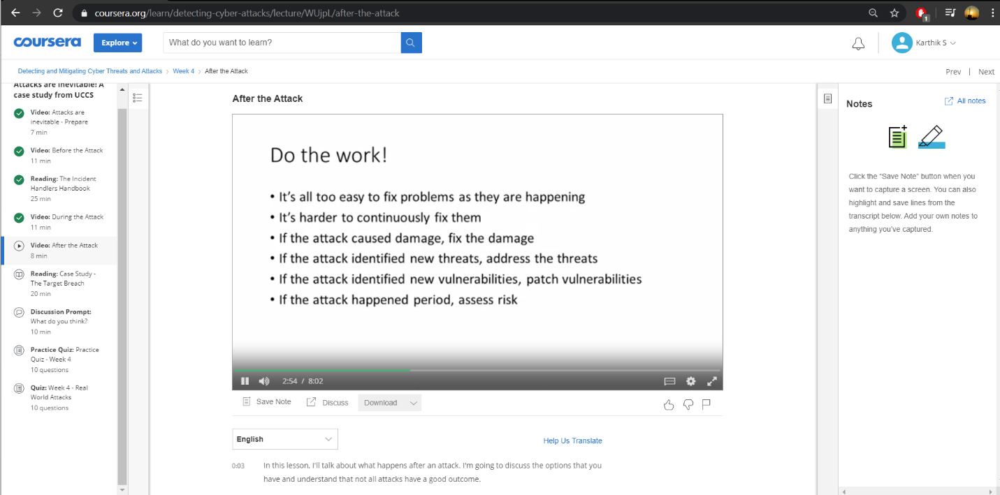 coursera.org/learn/detecting-cyber-attacks/lecture/WUjpL/after-the-attack
1
coursera
Explore
What do you want to learn?
Karthik S
Detecting and Mitigating Cyber Threats and Attacks > Week 4 > After the Attack
Prev | Next
Attacks are inevitable! A
case study from UCCS
Video: Attacks are
inevitable - Prepare
7 min
Video: Before the Attack
11 min
Reading: The Incident
Handlers Handbook
25 min
Video: During the Attack
11 min
Video: After the Attack
8 min
Reading: Case Study -
The Target Breach
20 min
Discussion Prompt:
What do you think?
10 min
Practice Quiz: Practice
Quiz - Week 4
10 questions
Quiz: Week 4 - Real
World Attacks
10 questions
After the Attack
Do the work!
• It's all too easy to fix problems as they are happening
• It's harder to continuously fix them
• If the attack caused damage, fix the damage
• If the attack identified new threats, address the threats
• If the attack identified new vulnerabilities, patch vulnerabilities
• If the attack happened period, assess risk
2:54 / 8:02
Save Note
Discuss
Download
English
Help Us Translate
0:03 In this lesson, I'll talk about what happens after an attack. I'm going to discuss the options that you
have and understand that not all attacks have a good outcome.
Notes
All notes
Click the "Save Note" button when you
want to capture a screen. You can also
highlight and save lines from the
transcript below. Add your own notes to
anything you've captured.